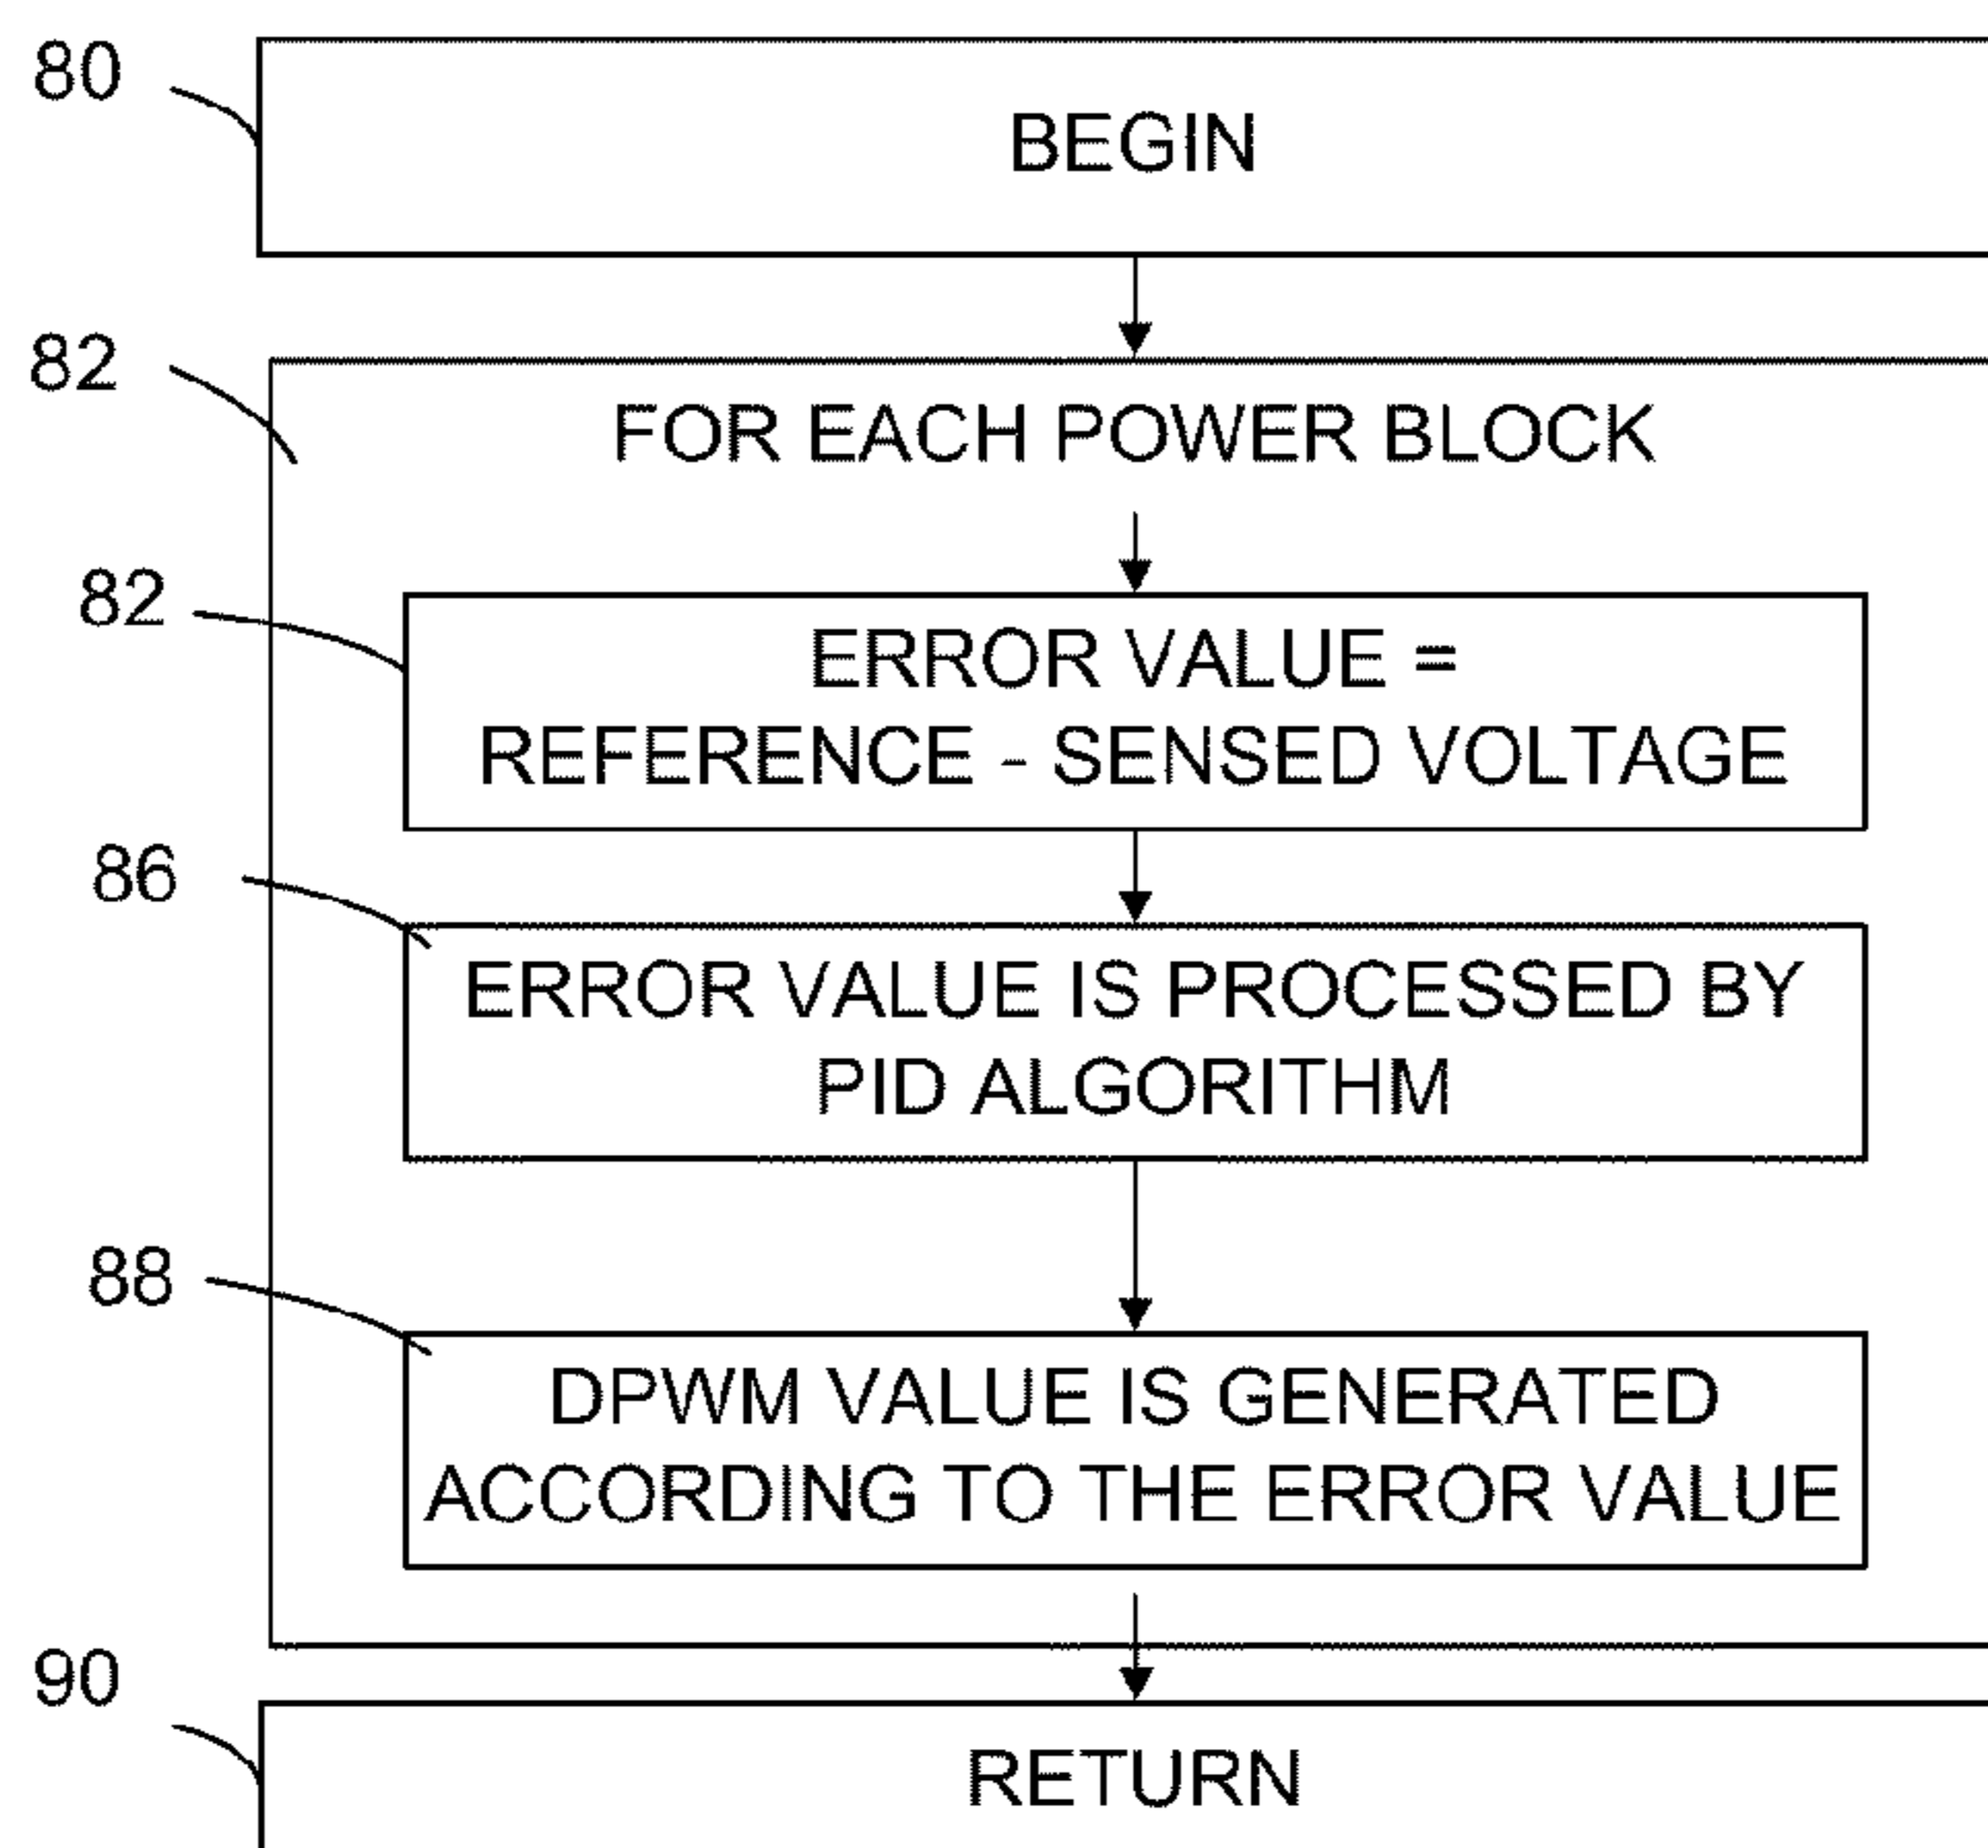 80
BEGIN
82
FOR EACH POWER BLOCK
82
ERROR VALUE =
REFERENCE - SENSED VOLTAGE
86
ERROR VALUE IS PROCESSED BY
PID ALGORITHM
88
DPWM VALUE IS GENERATED
ACCORDING TO THE ERROR VALUE
90
RETURN